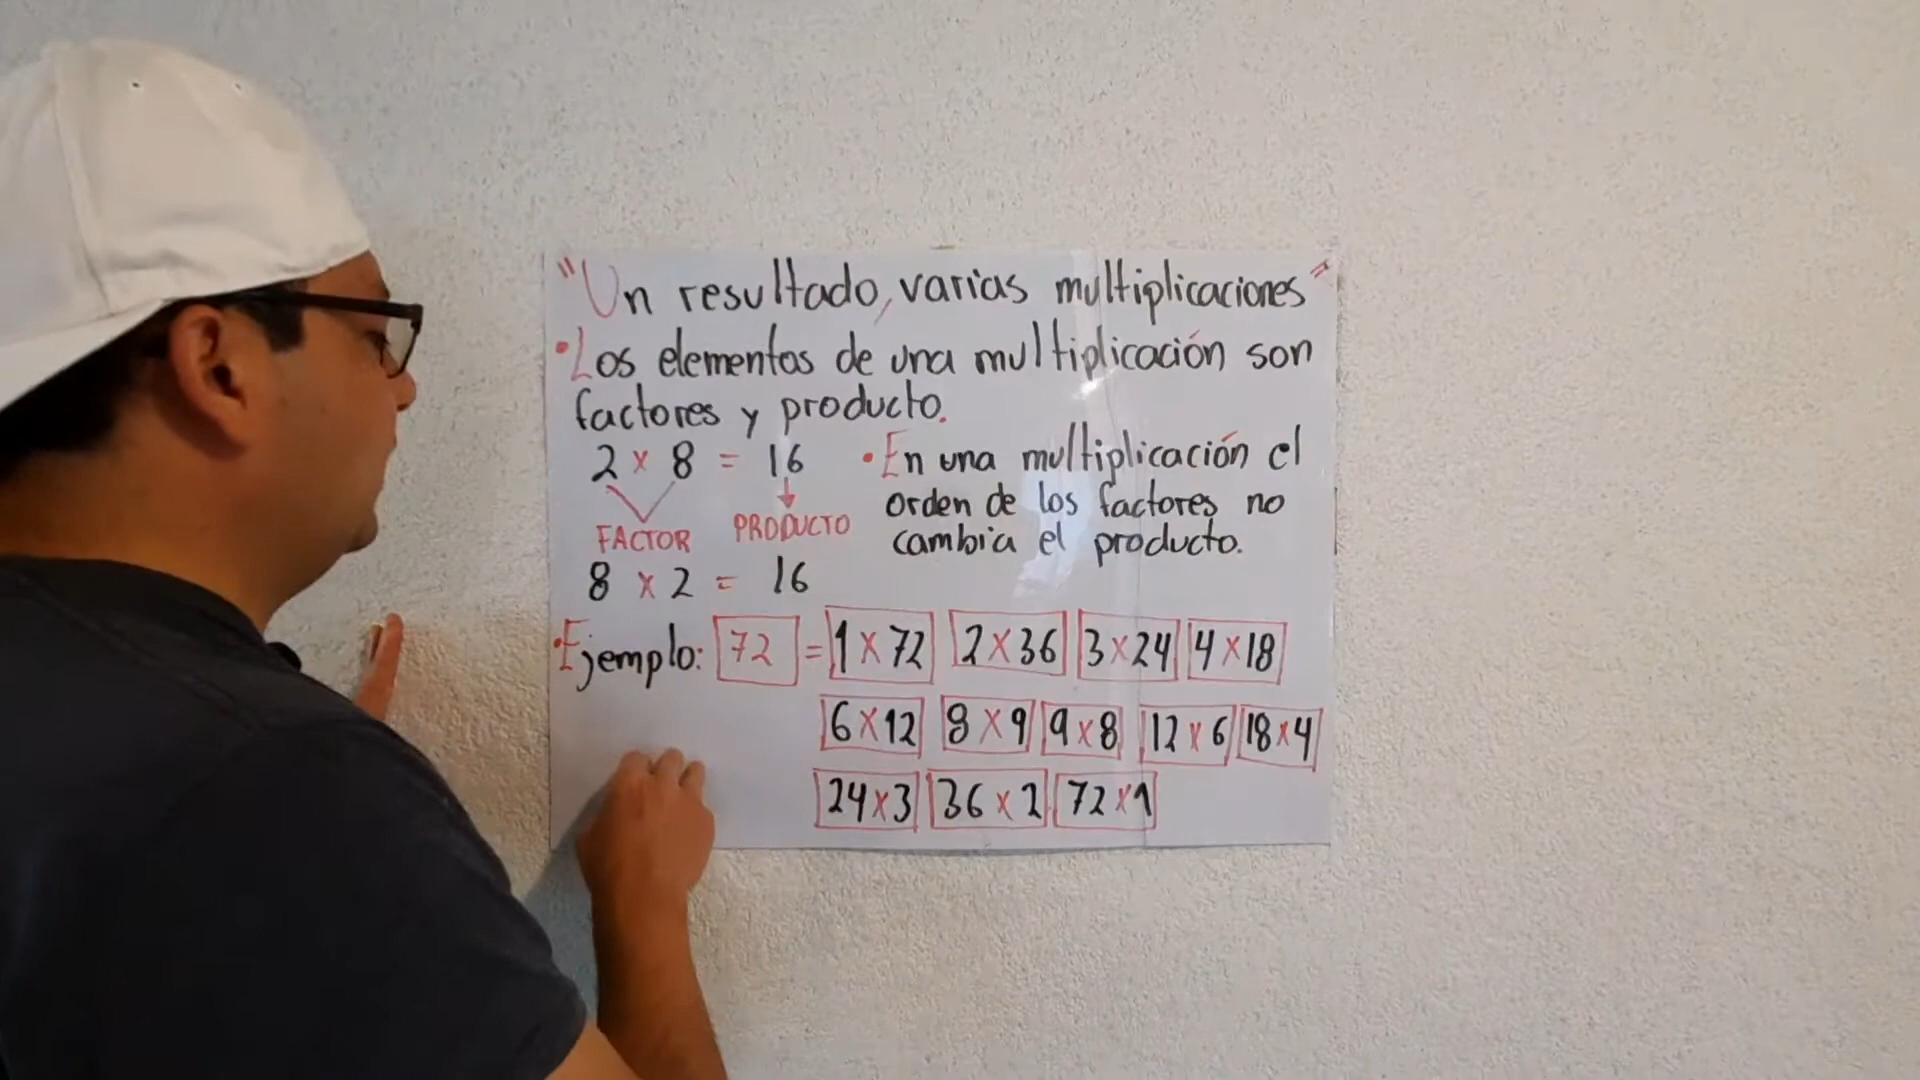 "Un resultado, varias multiplicaciones"
•Los elementos de una multiplicación son
factores y producto.
2 x 8 = 16
FACTOR PRODUCTO
8 x 2 = 16
•En una multiplicación el
orden de los factores no
cambia el producto.
•Ejemplo: 72 = 1 x 72 2 x 36 3 x 24 4 x 18
6 x 12 8 x 9 9 x 8 12 x 6 18 x 4
24 x 3 36 x 2 72 x 1